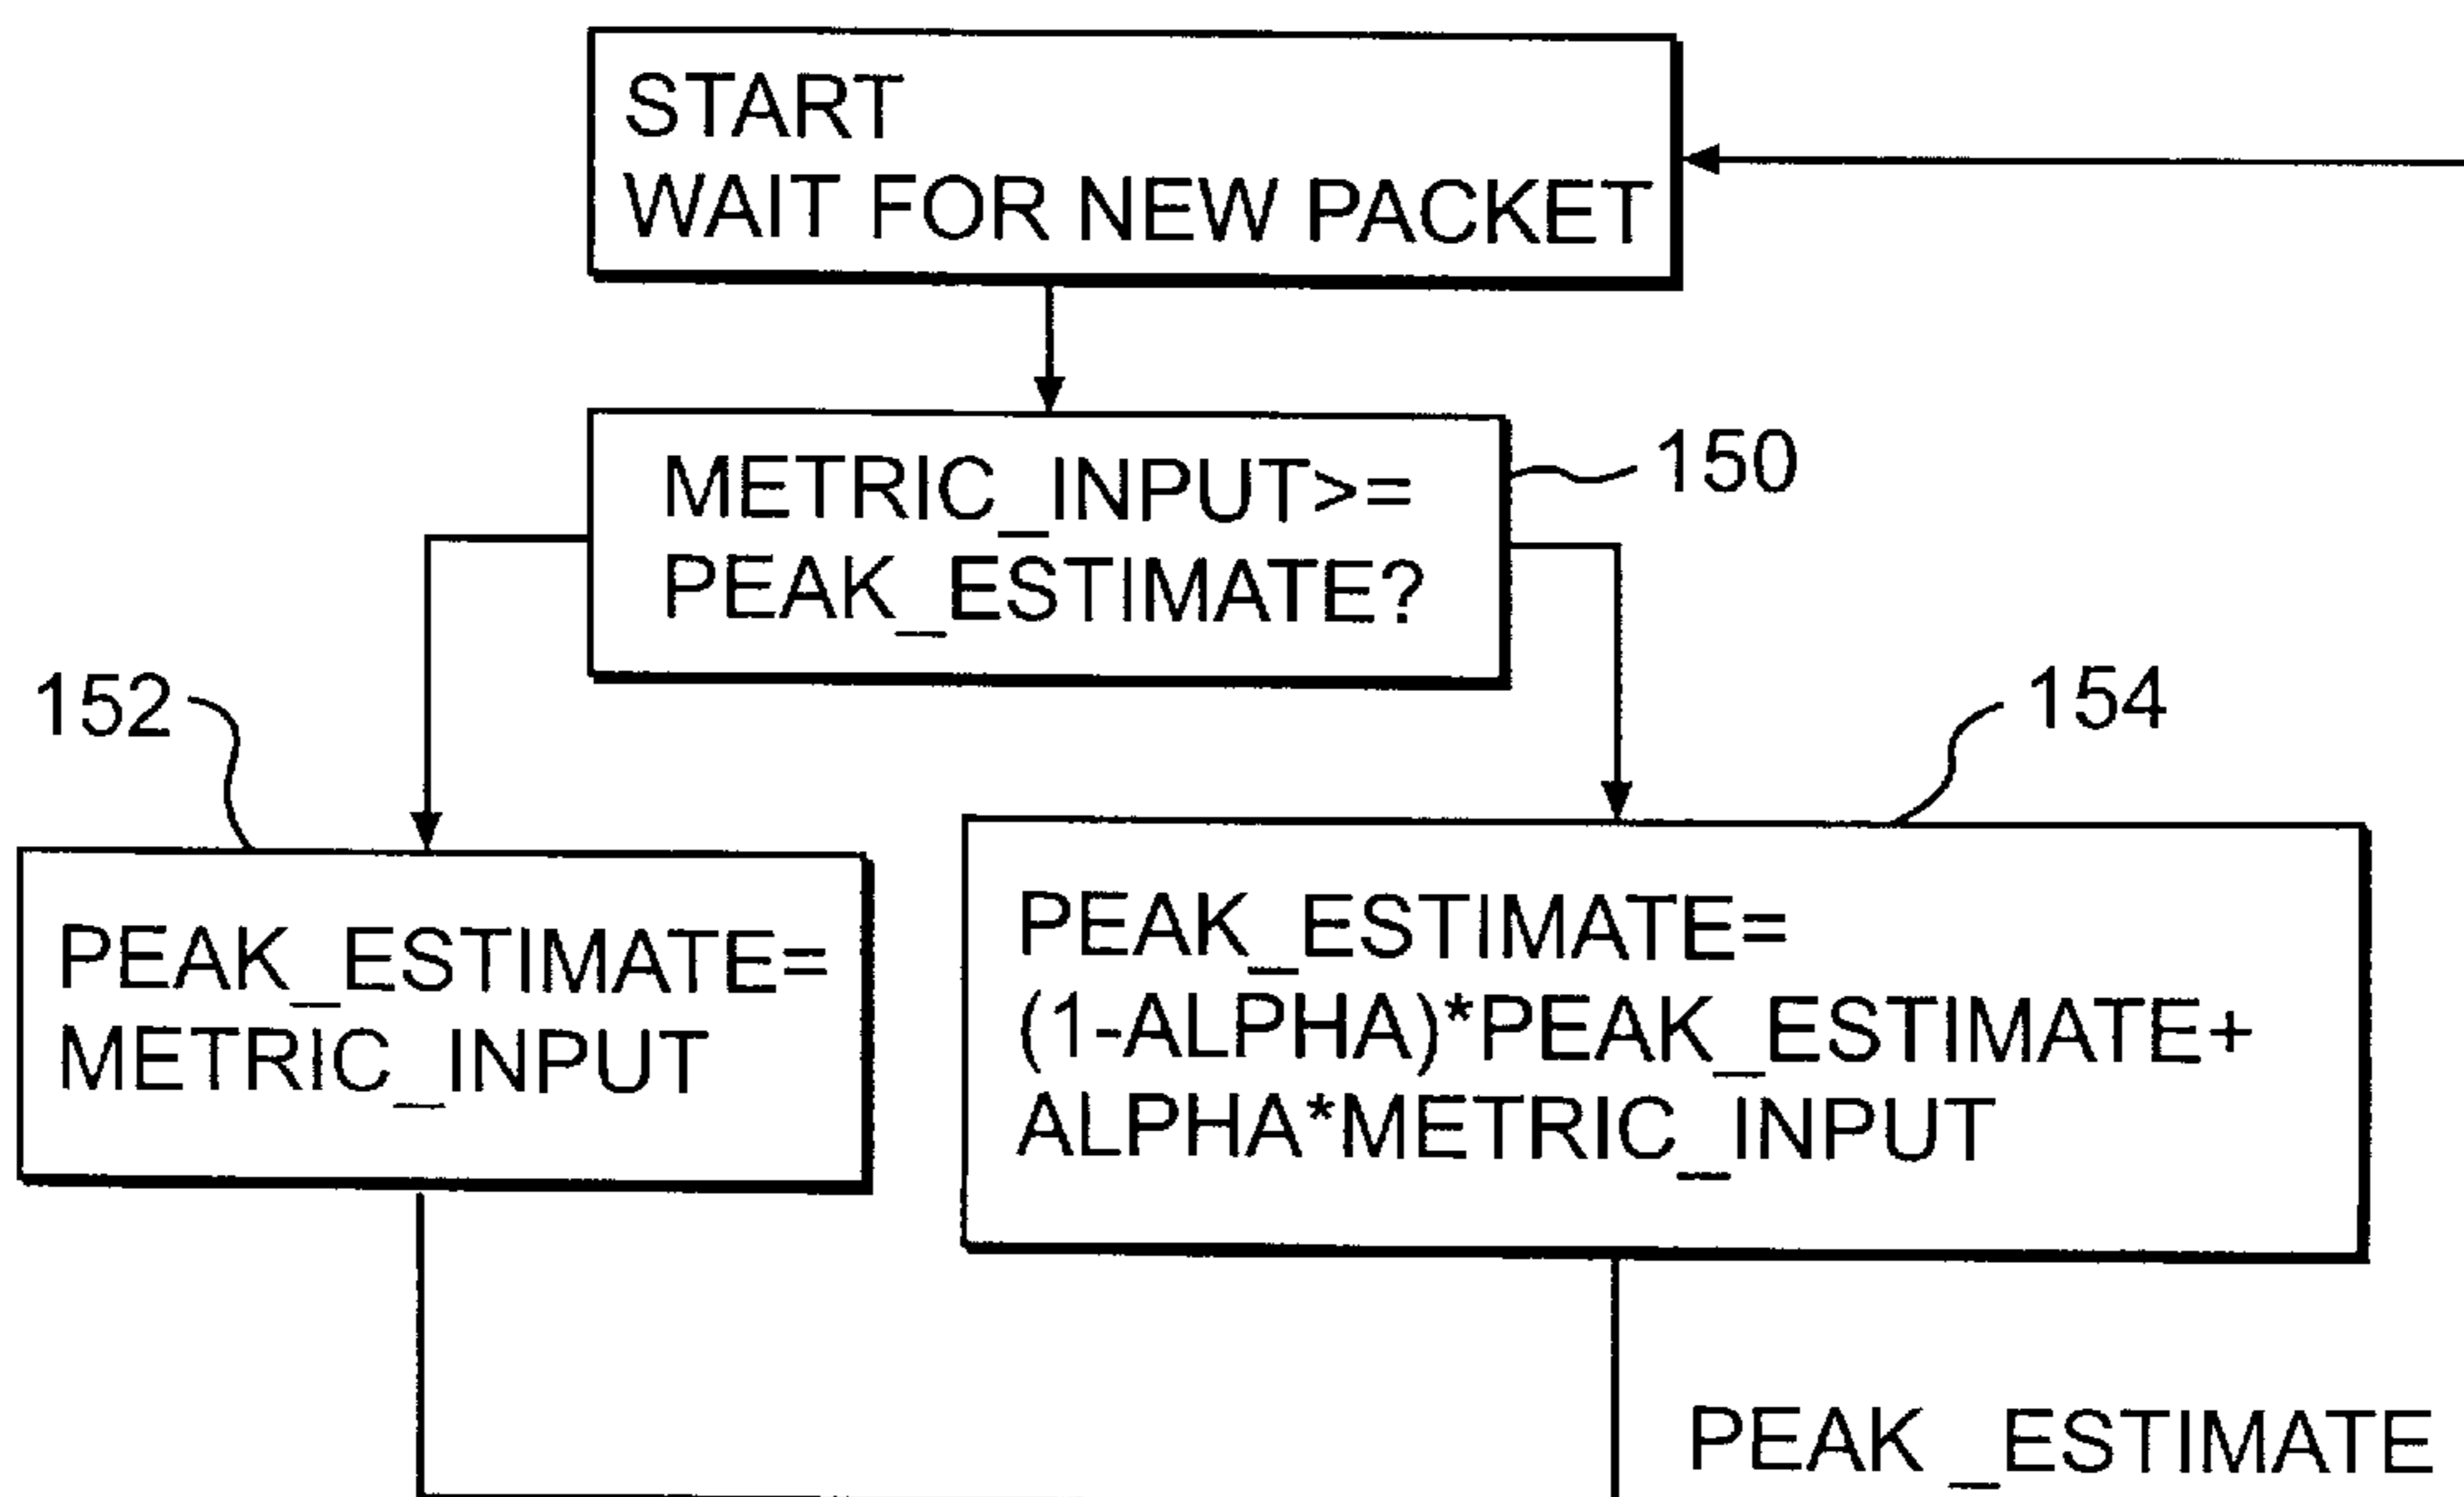 START
WAIT FOR NEW PACKET
METRIC_INPUT>=
PEAK_ESTIMATE?
150
152
154
PEAK_ESTIMATE=
METRIC_INPUT
PEAK_ESTIMATE=
(1-ALPHA)*PEAK_ESTIMATE+
ALPHA*METRIC_INPUT
PEAK _ESTIMATE